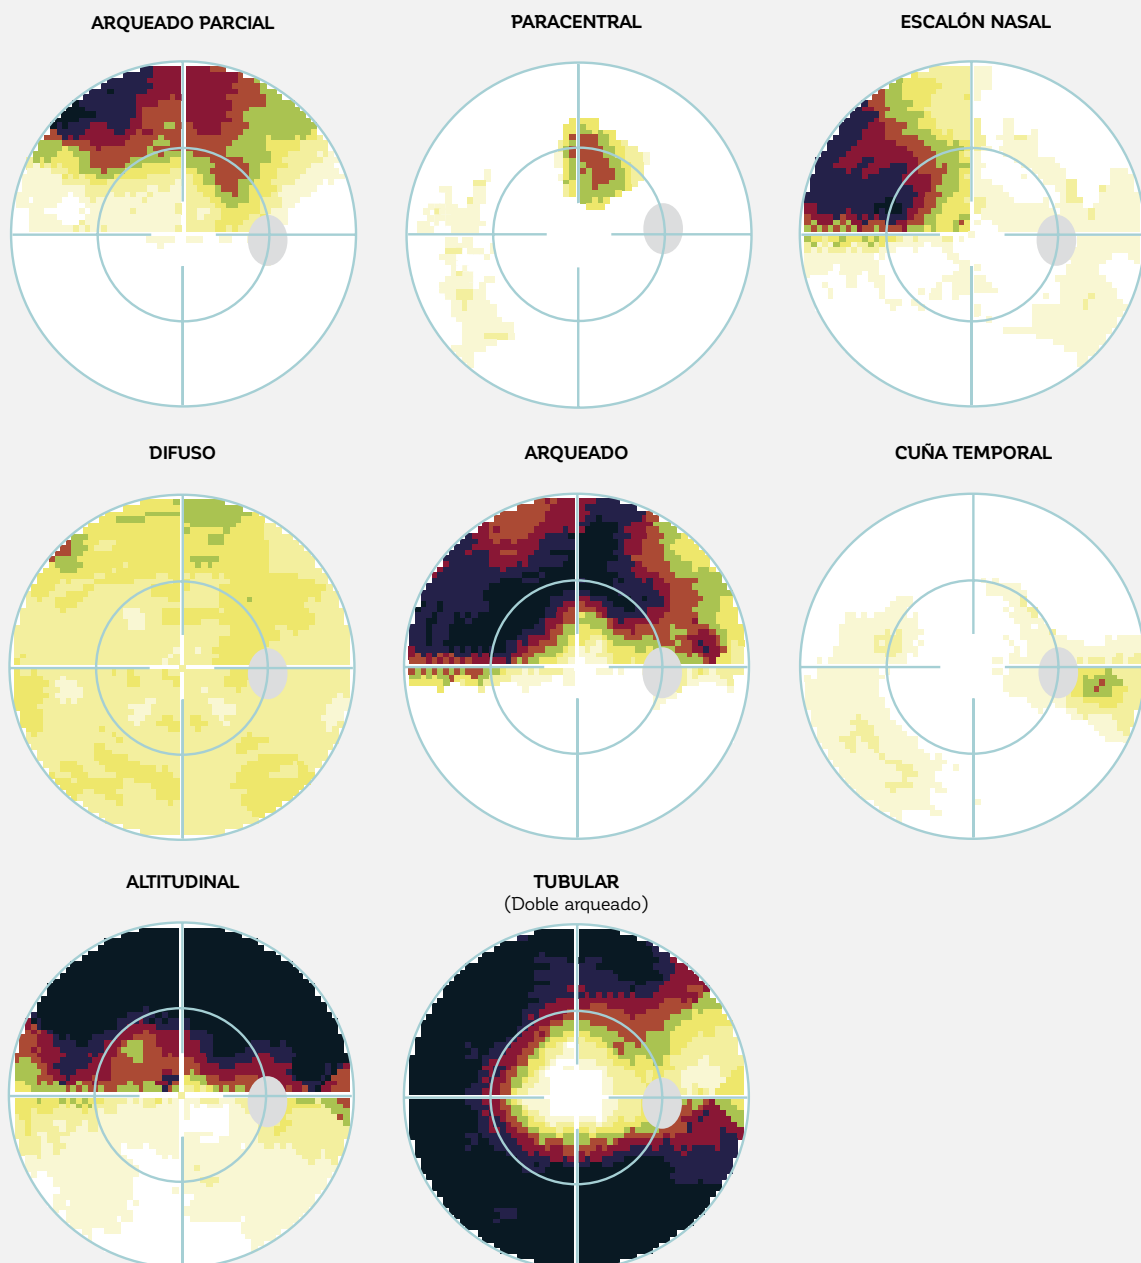 ARQUEADO PARCIAL
PARACENTRAL
ESCALÓN NASAL
DIFUSO
ARQUEADO
CUÑA TEMPORAL
ALTITUDINAL
TUBULAR
(Doble arqueado)